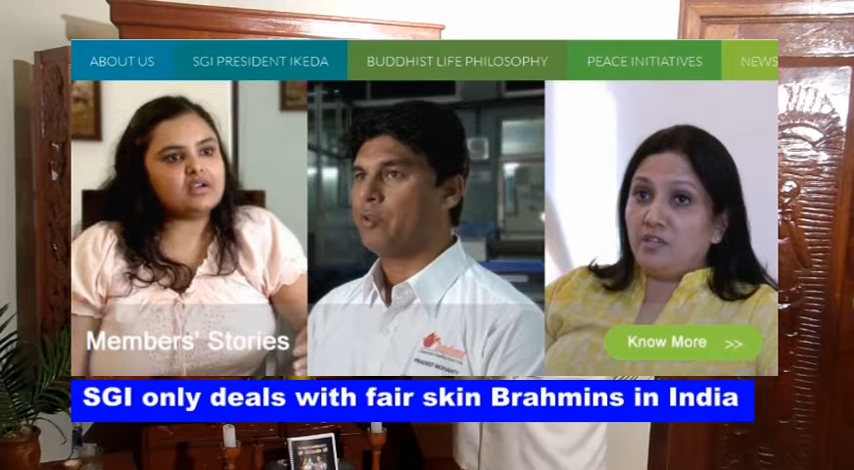 ABOUT US
SGI PRESIDENT IKEDA
BUDDHIST LIFE PHILOSOPHY
PEACE INITIATIVES
NEWS
Members' Stories
Know More >>
SGI only deals with fair skin Brahmins in India